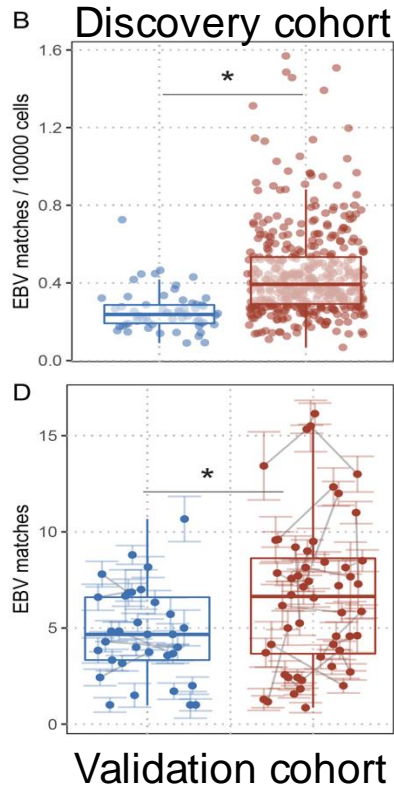 B Discovery cohort
EBV matches / 10000 cells
1.6
1.2
0.8
0.4
0.0
*
D
EBV matches
15
10
5
0
*
Validation cohort